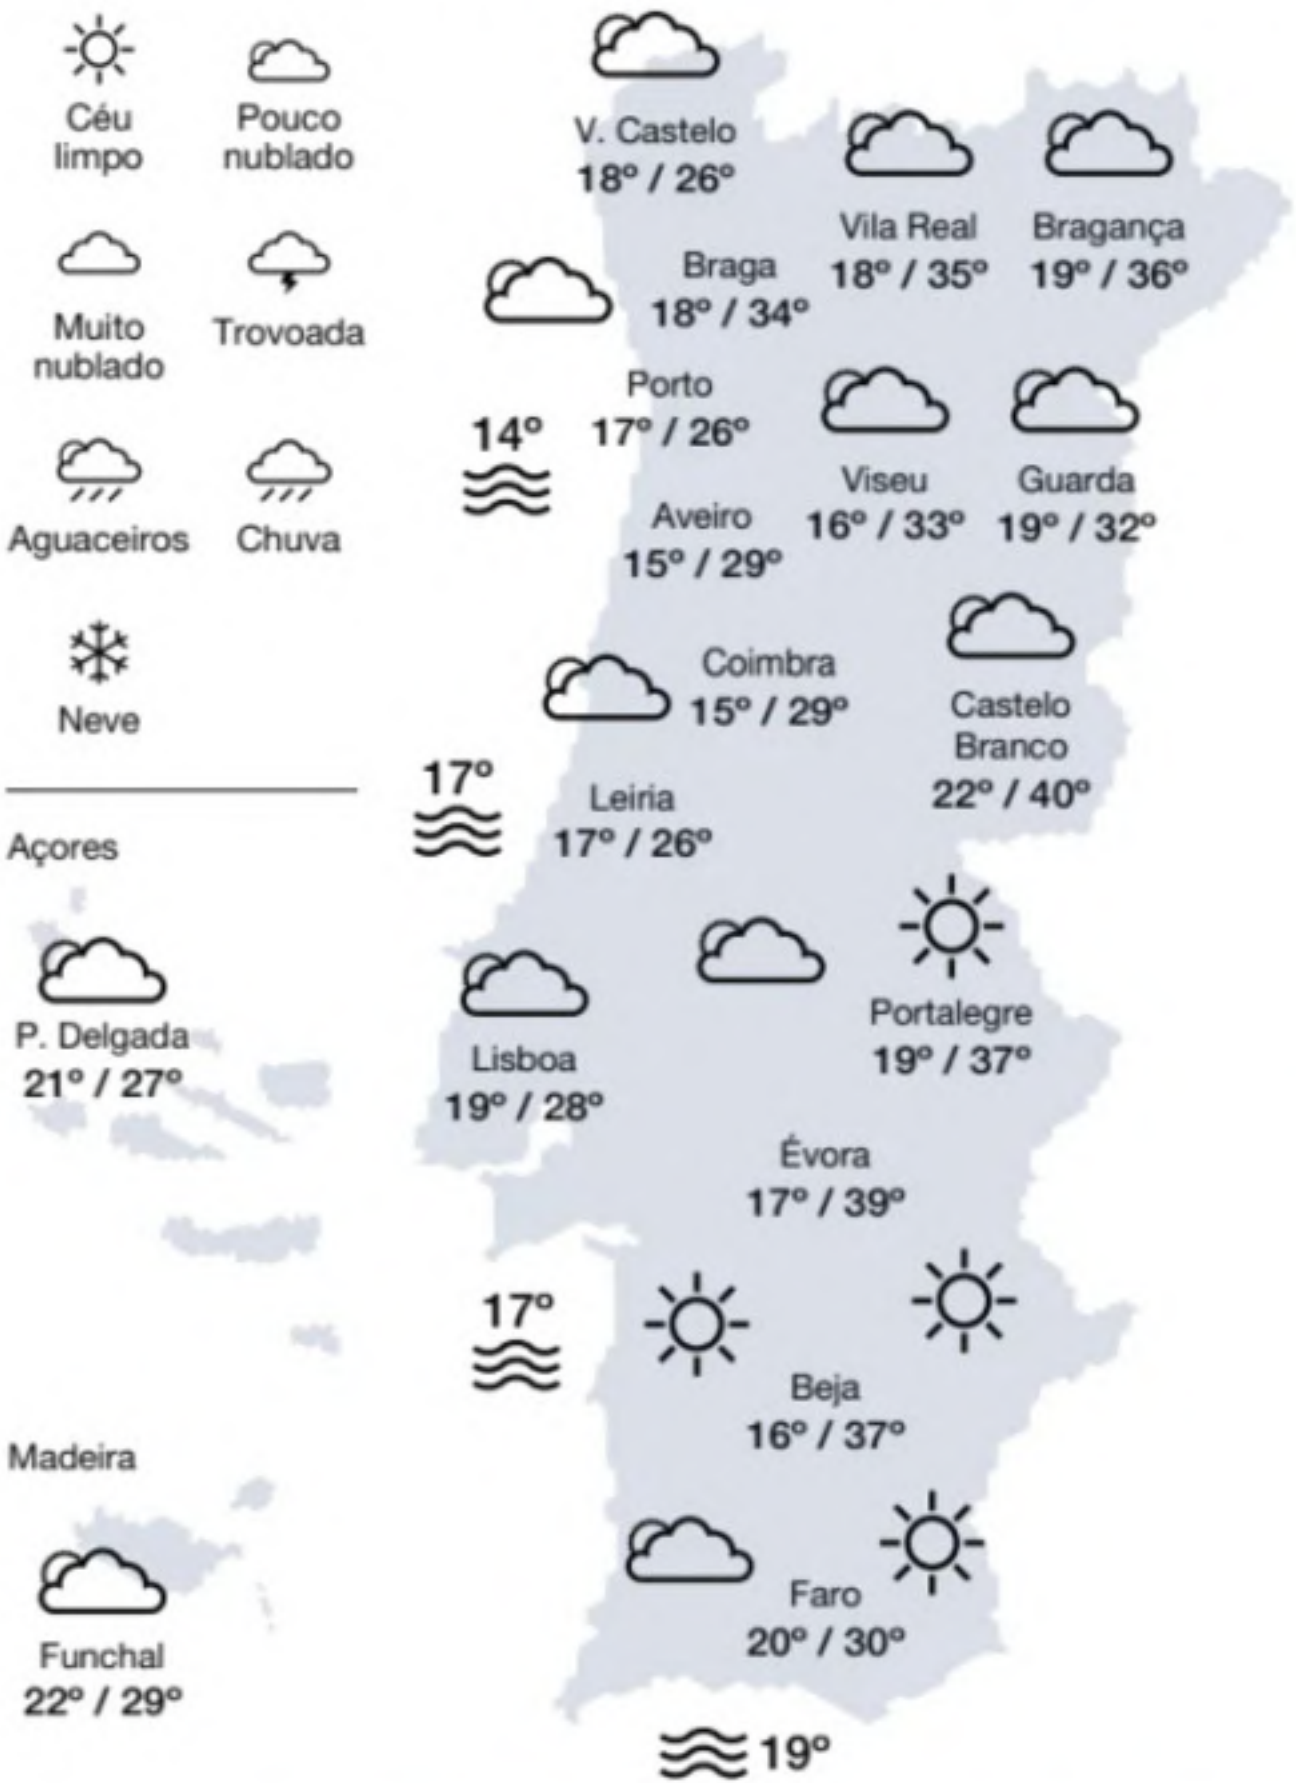 Céu
limpo
Pouco
nublado
Muito
nublado
Trovoada
Aguaceiros
Chuva
Neve
Açores
P. Delgada
21º / 27º
Madeira
Funchal
22º / 29º
V. Castelo
18º / 26º
Vila Real
18º / 35º
Bragança
19º / 36º
Braga
18º / 34º
Porto
17º / 26º
14º
Viseu
16º / 33º
Guarda
19º / 32º
Aveiro
15º / 29º
Coimbra
15º / 29º
Castelo
Branco
22º / 40º
17º
Leiria
17º / 26º
Portalegre
19º / 37º
Lisboa
19º / 28º
Évora
17º / 39º
17º
Beja
16º / 37º
Faro
20º / 30º
19º